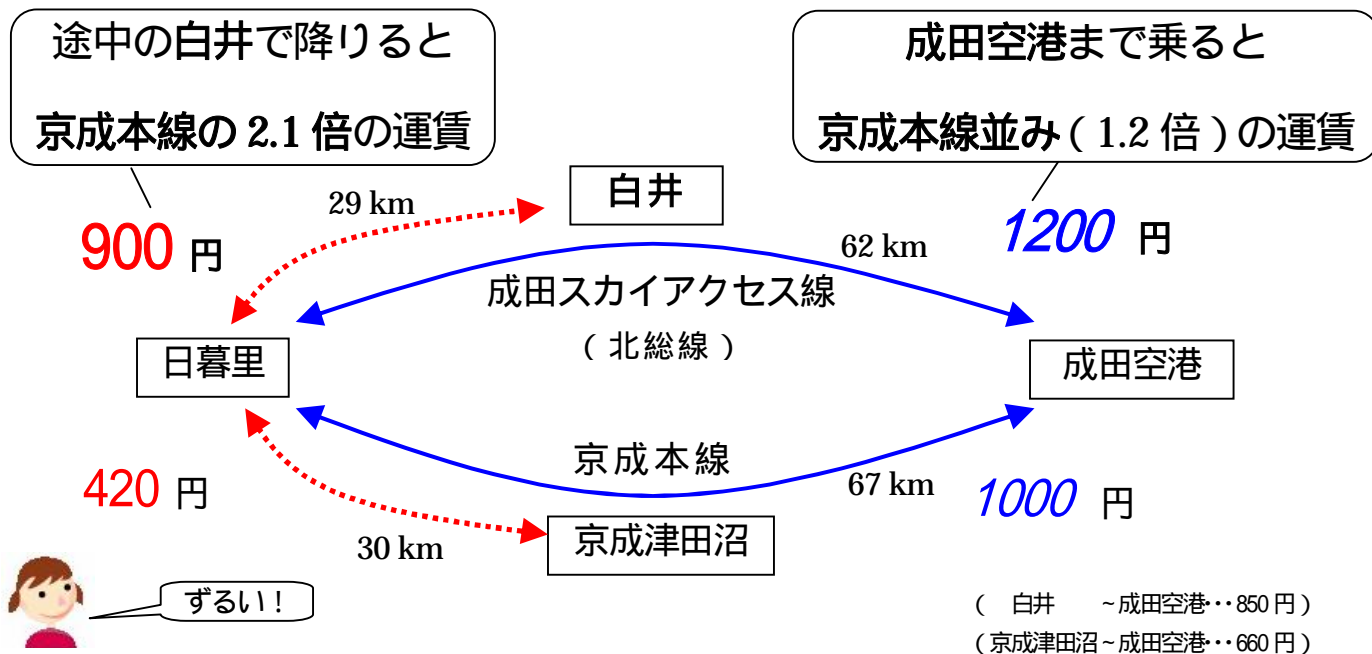 途中の白井で降りると
京成本線の 2.1 倍の運賃
成田空港まで乗ると
京成本線並み ( 1.2 倍 ) の運賃
29 km
白井
900 円
62 km
1200 円
成田スカイアクセス線
( 北総線 )
日暮里
成田空港
京成本線
420 円
67 km
1000 円
30 km
京成津田沼
ずるい!
( 白井 ~成田空港・・・850 円 )
( 京成津田沼~成田空港・・・660 円 )